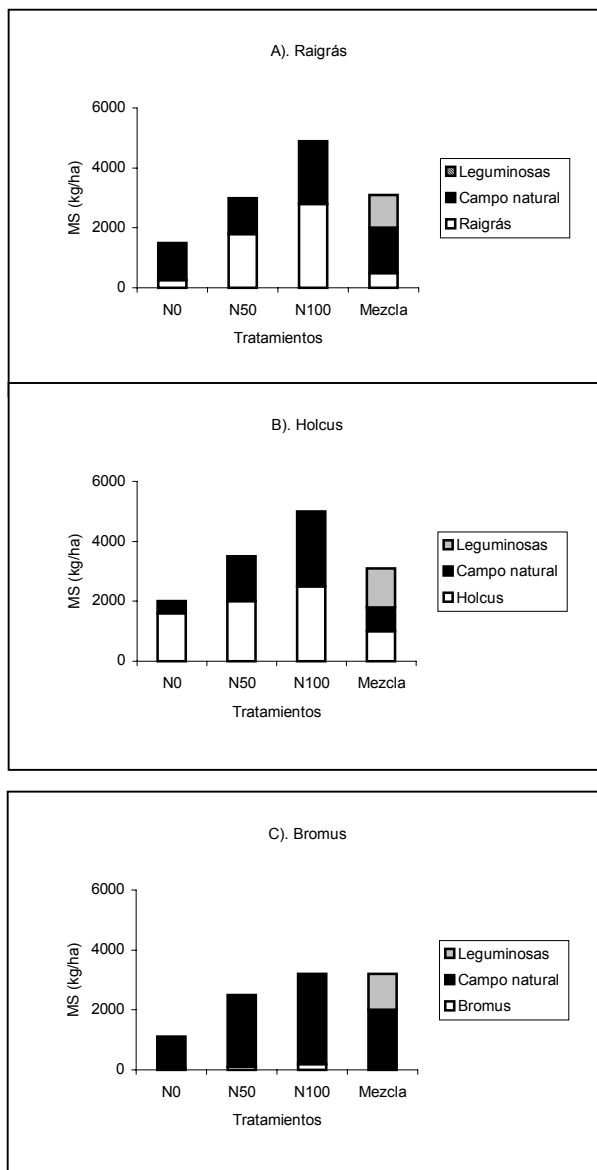 A). Raigrás
6000
4000
2000
0
MS (kg/ha)
N0 N50 N100 Mezcla
Tratamientos
Leguminosas
Campo natural
Raigrás
B). Holcus
6000
4000
2000
0
MS (kg/ha)
N0 N50 N100 Mezcla
Tratamientos
Leguminosas
Campo natural
Holcus
C). Bromus
6000
4000
2000
0
MS (kg/ha)
N0 N50 N100 Mezcla
Tratamientos
Leguminosas
Campo natural
Bromus